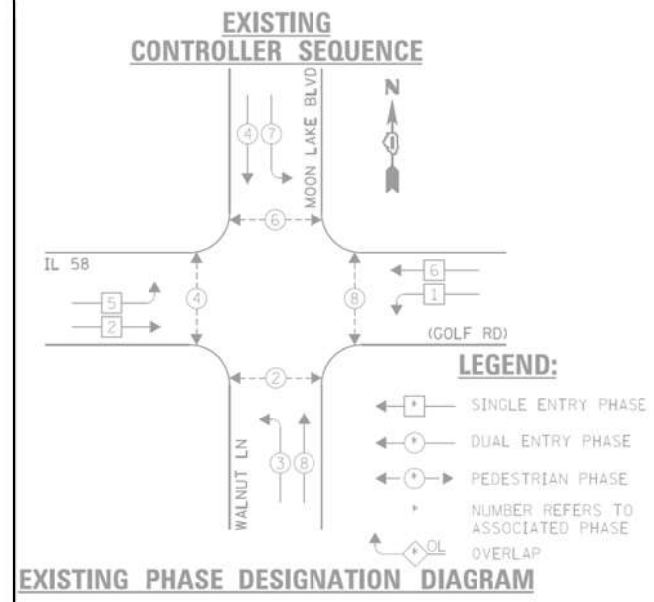 EXISTING
CONTROLLER SEQUENCE
MOON LAKE BLVD
N
4
7
6
IL 58
5
2
4
8
6
1
(GOLF RD)
2
WALNUT LN
3
8
LEGEND:
* SINGLE ENTRY PHASE
* DUAL ENTRY PHASE
* PEDESTRIAN PHASE
* NUMBER REFERS TO
ASSOCIATED PHASE
* OL OVERLAP
EXISTING PHASE DESIGNATION DIAGRAM